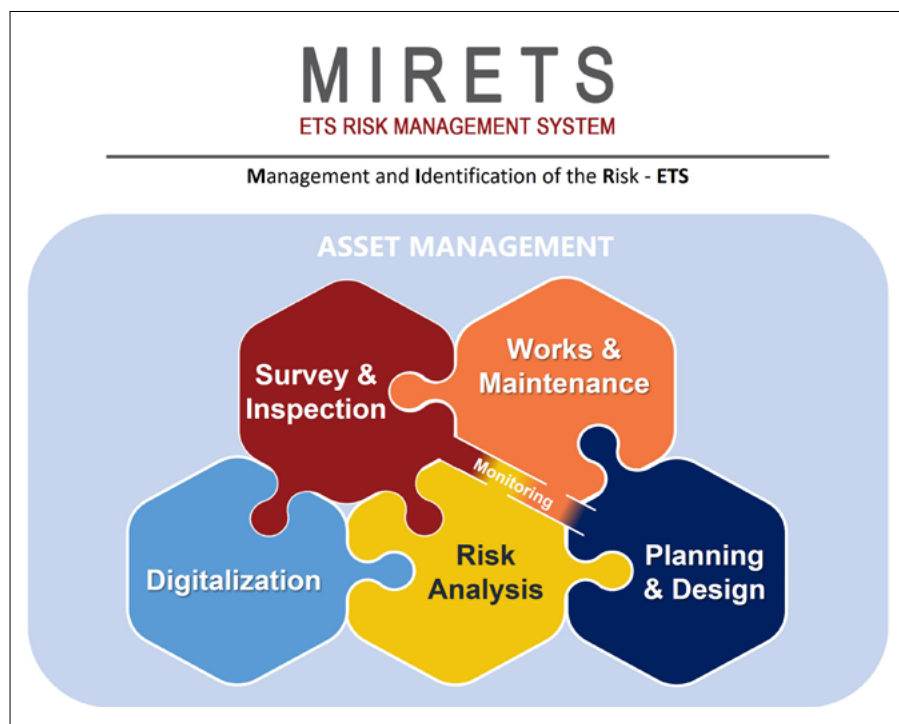 MIRETS
ETS RISK MANAGEMENT SYSTEM
Management and Identification of the Risk - ETS
ASSET MANAGEMENT
Survey &
Inspection
Works &
Maintenance
Monitoring
Digitalization
Risk
Analysis
Planning
& Design